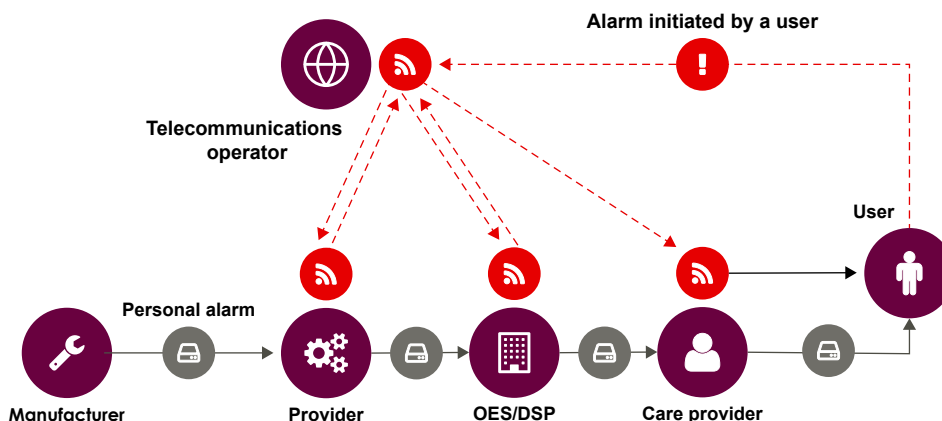 Alarm initiated by a user
Telecommunications
operator
User
Personal alarm
Manufacturer
Provider
OES/DSP
Care provider